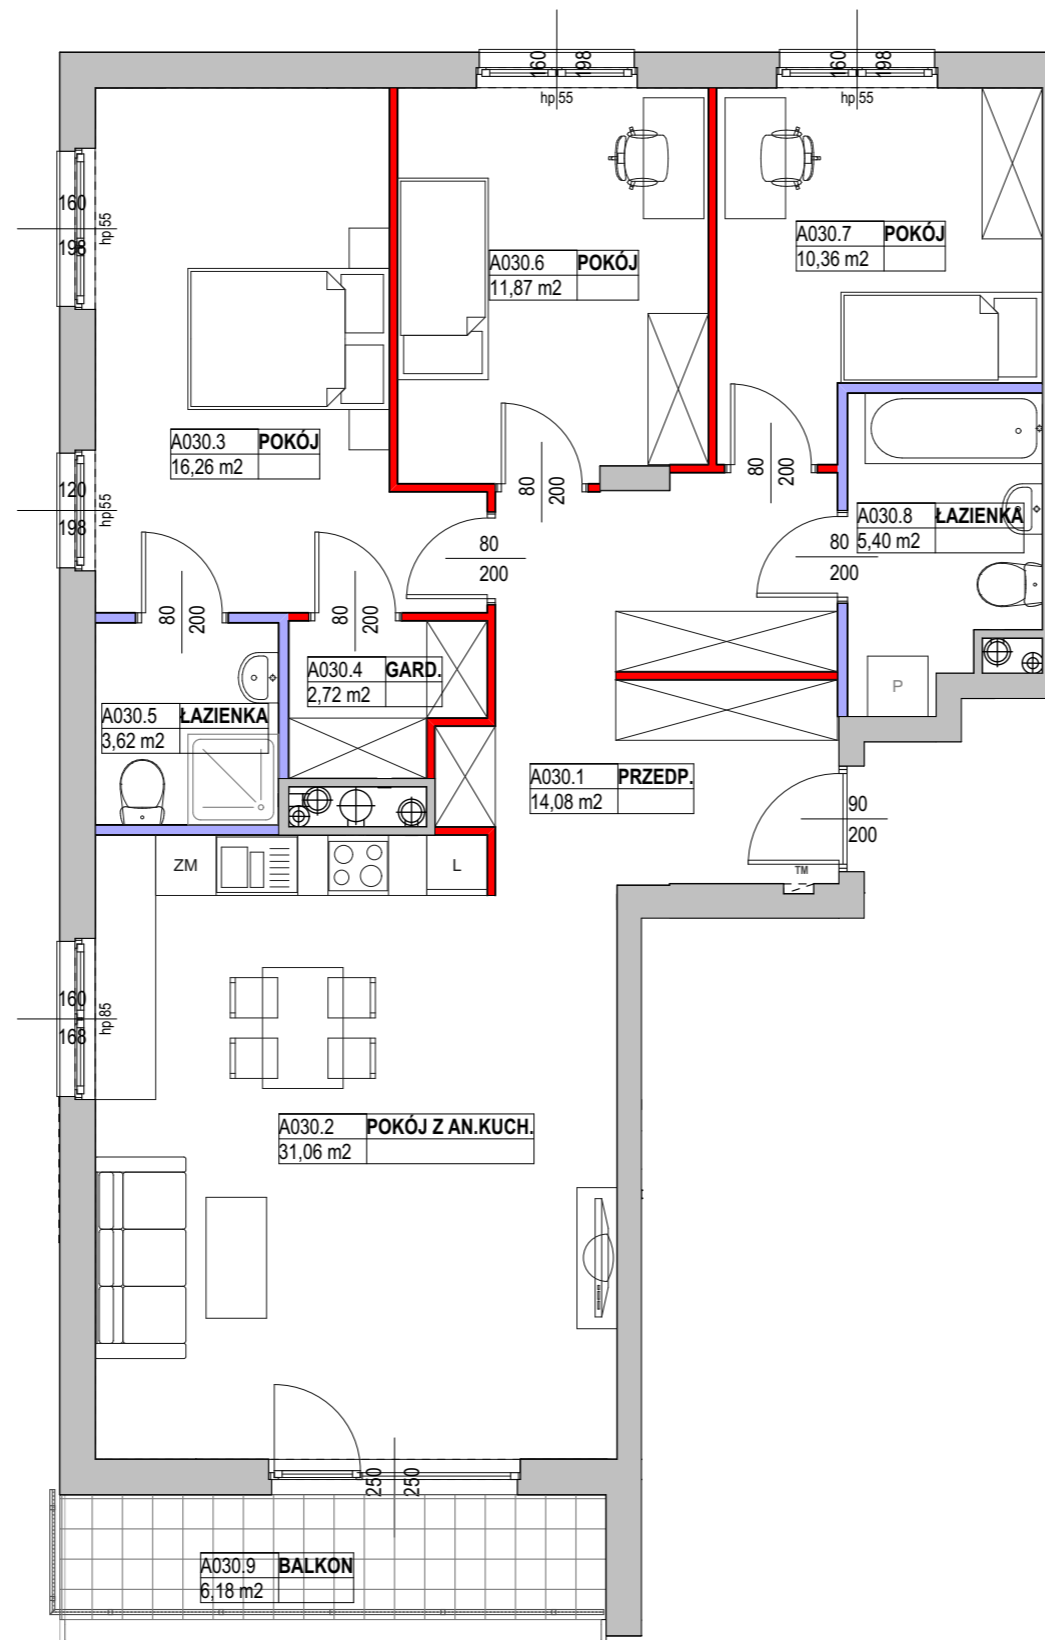 160 198
hp 55
160 198
hp 55
160
198
hp 55
A030.6 POKÓJ
11,87 m2
A030.7 POKÓJ
10,36 m2
A030.3 POKÓJ
16,26 m2
120
198
hp 55
80
200
80
200
A030.8 ŁAZIENKA
5,40 m2
80
200
80
200
80
200
80
200
A030.4 GARD.
2,72 m2
P
A030.5 ŁAZIENKA
3,62 m2
A030.1 PRZEDP.
14,08 m2
90
200
ZM
L
TM
160
168
hp 85
A030.2 POKÓJ Z AN.KUCH.
31,06 m2
250
250
A030.9 BALKON
6,18 m2